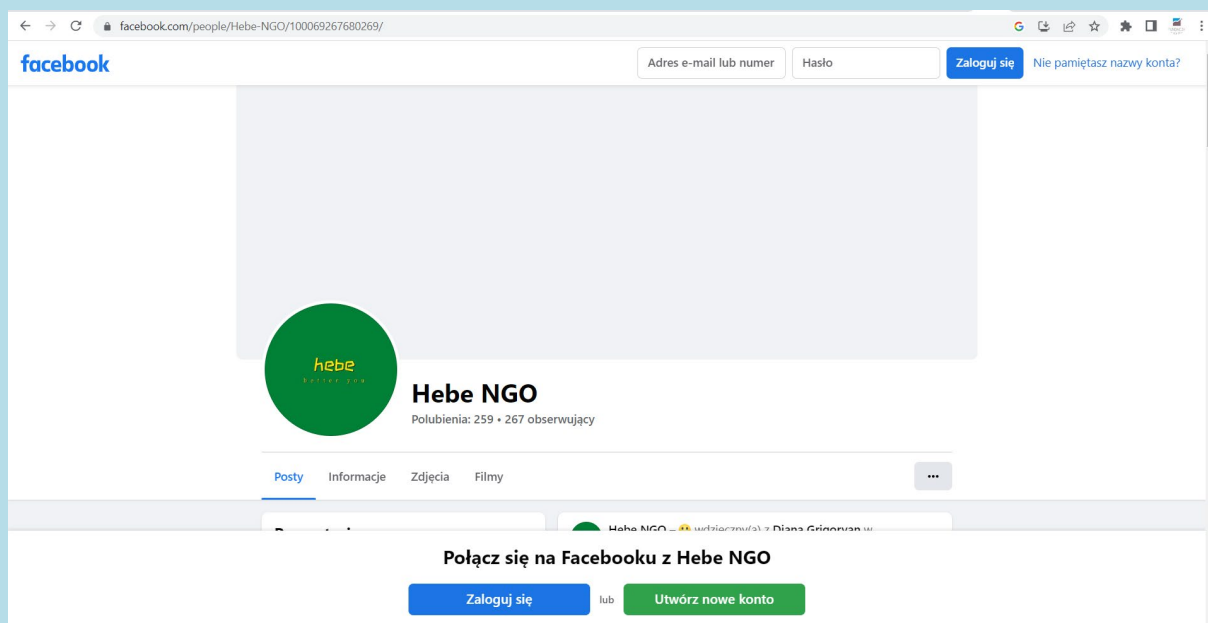 facebook.com/people/Hebe-NGO/100069267680269/
facebook
Adres e-mail lub numer
Hasło
Zaloguj się
Nie pamiętasz nazwy konta?
hebe
better you
Hebe NGO
Polubienia: 259 • 267 obserwujący
Posty
Informacje
Zdjęcia
Filmy
Hebe NGO – wdzięczny(a) z Diana Grigoryan w
Połącz się na Facebooku z Hebe NGO
Zaloguj się
lub
Utwórz nowe konto